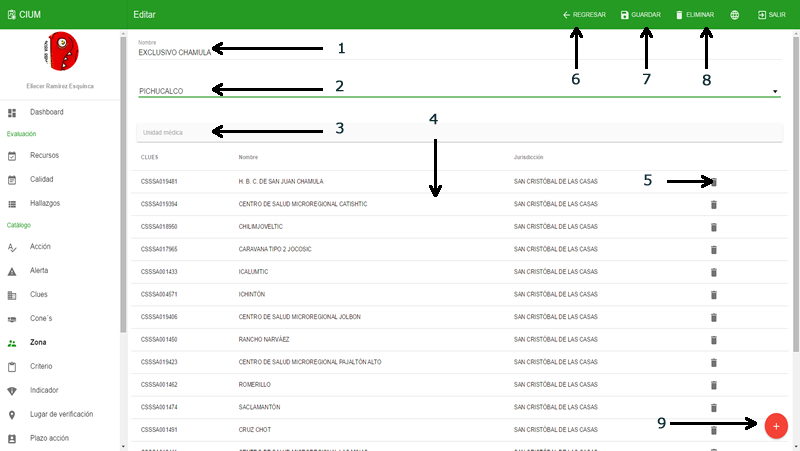 CIUM
Editar
REGRESAR
GUARDAR
ELIMINAR
SALIR
Eliecer Ramírez Esquinca
Dashboard
Evaluación
Recursos
Calidad
Hallazgos
Catálogo
Acción
Alerta
Clues
Cone´s
Zona
Criterio
Indicador
Lugar de verificación
Plazo acción
Nombre
EXCLUSIVO CHAMULA
1
PICHUCALCO
2
Unidad médica
3
4
5
6
7
8
9
CLUES Nombre Jurisdicción
CSSSA019481 H. B. C. DE SAN JUAN CHAMULA SAN CRISTÓBAL DE LAS CASAS
CSSSA019394 CENTRO DE SALUD MICROREGIONAL CATISHTIC SAN CRISTÓBAL DE LAS CASAS
CSSSA018950 CHILIMJOVELTIC SAN CRISTÓBAL DE LAS CASAS
CSSSA017965 CARAVANA TIPO 2 JOCOSIC SAN CRISTÓBAL DE LAS CASAS
CSSSA001433 ICALUMTIC SAN CRISTÓBAL DE LAS CASAS
CSSSA004571 ICHINTÓN SAN CRISTÓBAL DE LAS CASAS
CSSSA019406 CENTRO DE SALUD MICROREGIONAL JOLBON SAN CRISTÓBAL DE LAS CASAS
CSSSA001450 RANCHO NARVÁEZ SAN CRISTÓBAL DE LAS CASAS
CSSSA019423 CENTRO DE SALUD MICROREGIONAL PAJALTÓN ALTO SAN CRISTÓBAL DE LAS CASAS
CSSSA001462 ROMERILLO SAN CRISTÓBAL DE LAS CASAS
CSSSA001474 SACLAMANTÓN SAN CRISTÓBAL DE LAS CASAS
CSSSA001491 CRUZ CHOT SAN CRISTÓBAL DE LAS CASAS